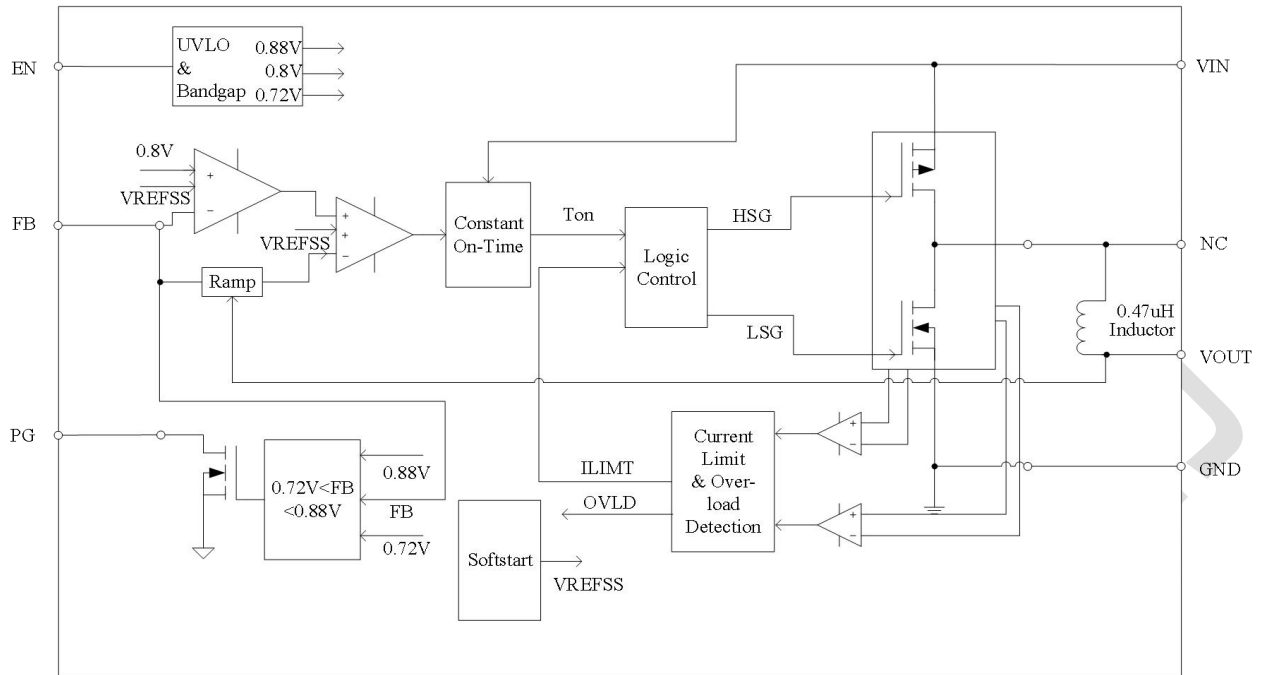 EN
UVLO
&
Bandgap
0.88V
0.8V
0.72V
VIN
0.8V
+
VREFSS
−
FB
+
+
VREFSS
−
Constant
On-Time
Ton
Logic
Control
HSG
LSG
NC
Ramp
0.47uH
Inductor
VOUT
PG
0.72V<FB
<0.88V
0.88V
FB
0.72V
ILIMT
OVLD
Current
Limit
& Over-
load
Detection
+
−
+
−
GND
Softstart
VREFSS